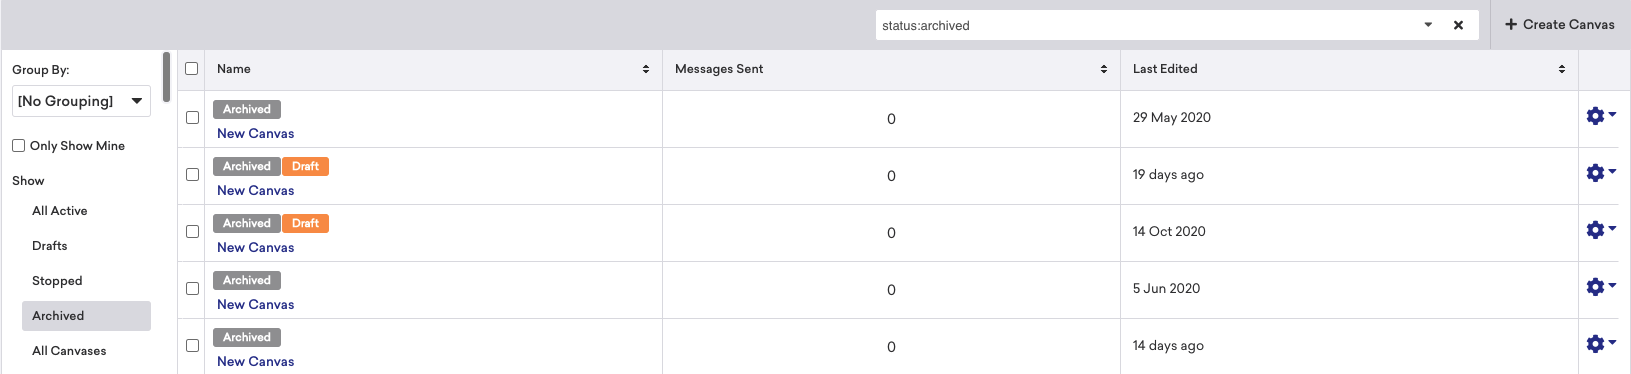 status:archived
+ Create Canvas
Group By:
[No Grouping]
Only Show Mine
Show
All Active
Drafts
Stopped
Archived
All Canvases
Name Messages Sent Last Edited
Archived
New Canvas 0 29 May 2020
Archived Draft
New Canvas 0 19 days ago
Archived Draft
New Canvas 0 14 Oct 2020
Archived
New Canvas 0 5 Jun 2020
Archived
New Canvas 0 14 days ago